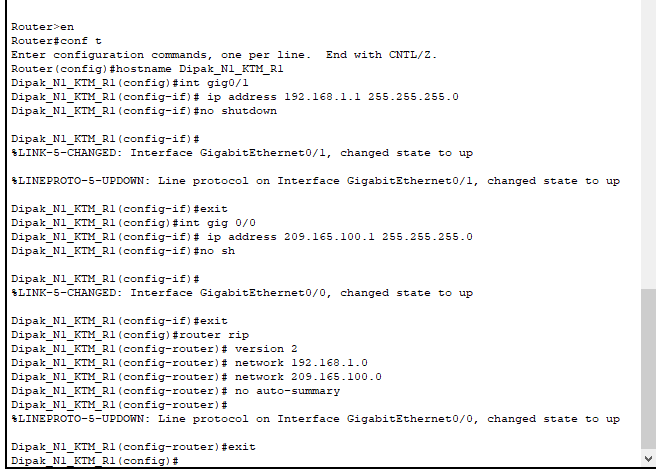 Router>en
Router#conf t
Enter configuration commands, one per line.  End with CNTL/Z.
Router(config)#hostname Dipak_N1_KTM_R1
Dipak_N1_KTM_R1(config)#int gig0/1
Dipak_N1_KTM_R1(config-if)# ip address 192.168.1.1 255.255.255.0
Dipak_N1_KTM_R1(config-if)#no shutdown
Dipak_N1_KTM_R1(config-if)#
%LINK-5-CHANGED: Interface GigabitEthernet0/1, changed state to up
%LINEPROTO-5-UPDOWN: Line protocol on Interface GigabitEthernet0/1, changed state to up
Dipak_N1_KTM_R1(config-if)#exit
Dipak_N1_KTM_R1(config)#int gig 0/0
Dipak_N1_KTM_R1(config-if)# ip address 209.165.100.1 255.255.255.0
Dipak_N1_KTM_R1(config-if)#no sh
Dipak_N1_KTM_R1(config-if)#
%LINK-5-CHANGED: Interface GigabitEthernet0/0, changed state to up
Dipak_N1_KTM_R1(config-if)#exit
Dipak_N1_KTM_R1(config)#router rip
Dipak_N1_KTM_R1(config-router)# version 2
Dipak_N1_KTM_R1(config-router)# network 192.168.1.0
Dipak_N1_KTM_R1(config-router)# network 209.165.100.0
Dipak_N1_KTM_R1(config-router)# no auto-summary
Dipak_N1_KTM_R1(config-router)#
%LINEPROTO-5-UPDOWN: Line protocol on Interface GigabitEthernet0/0, changed state to up
Dipak_N1_KTM_R1(config-router)#exit
Dipak_N1_KTM_R1(config)#